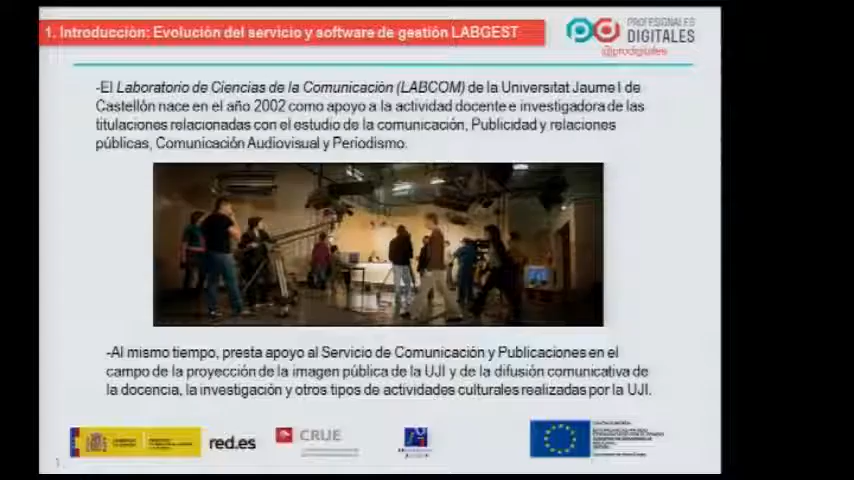 1. Introducción: Evolución del servicio y software de gestión LABGEST
PROFESIONALES
DIGITALES
@prodigitales
-El Laboratorio de Ciencias de la Comunicación (LABCOM) de la Universitat Jaume I de
Castellón nace en el año 2002 como apoyo a la actividad docente e investigadora de las
titulaciones relacionadas con el estudio de la comunicación, Publicidad y relaciones
públicas, Comunicación Audiovisual y Periodismo.
-Al mismo tiempo, presta apoyo al Servicio de Comunicación y Publicaciones en el
campo de la proyección de la imagen pública de la UJI y de la difusión comunicativa de
la docencia, la investigación y otros tipos de actividades culturales realizadas por la UJI.
red.es
CRUE